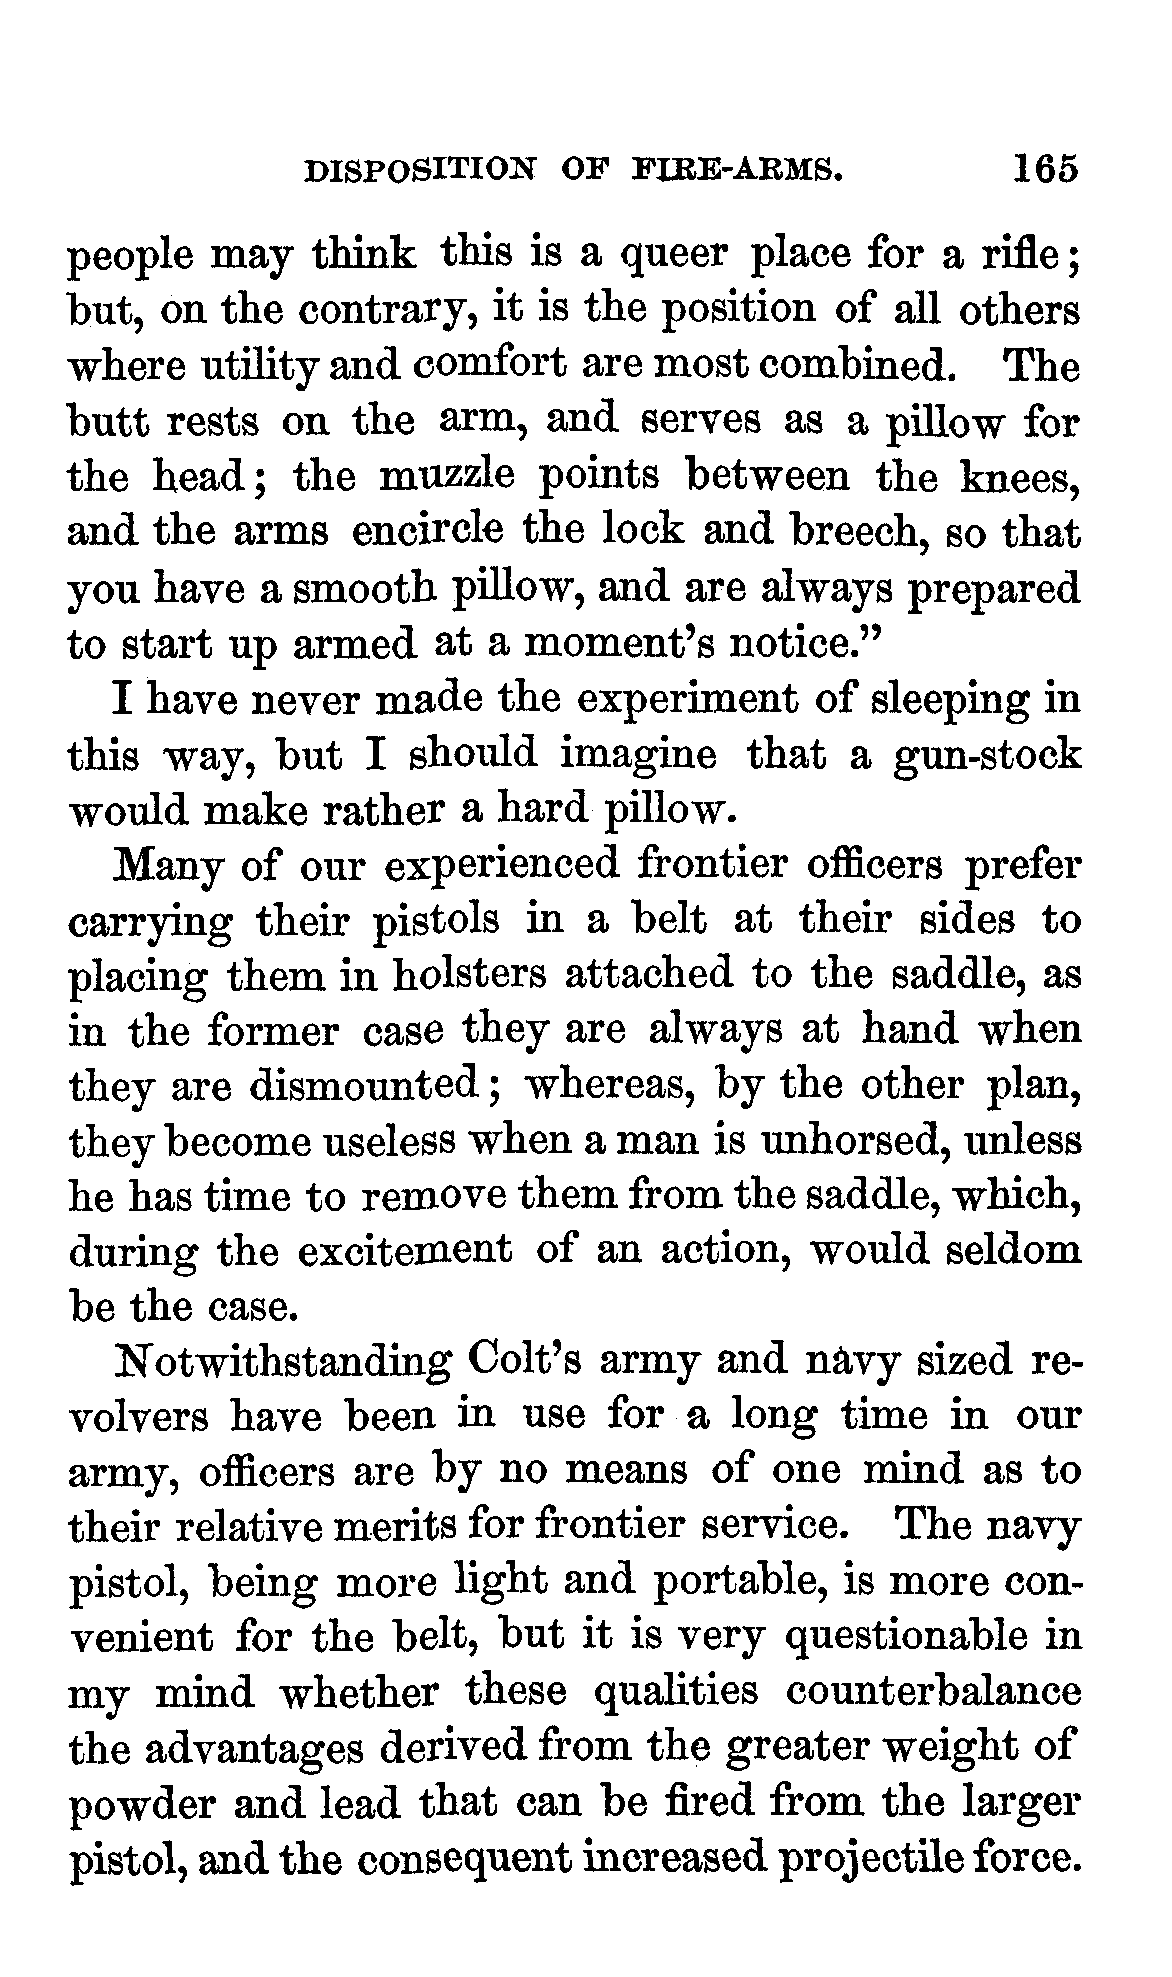 DISPOSITION OF FIRE-ARMS. 165
people may think this is a queer place for a rifle;
but, on the contrary, it is the position of all others
where utility and comfort are most combined. The
butt rests on the arm, and serves as a pillow for
the head; the muzzle points between the knees,
and the arms encircle the lock and breech, so that
you have a smooth pillow, and are always prepared
to start up armed at a moment's notice."
I have never made the experiment of sleeping in
this way, but I should imagine that a gun-stock
would make rather a hard pillow.
Many of our experienced frontier officers prefer
carrying their pistols in a belt at their sides to
placing them in holsters attached to the saddle, as
in the former case they are always at hand when
they are dismounted; whereas, by the other plan,
they become useless when a man is unhorsed, unless
he has time to remove them from the saddle, which,
during the excitement of an action, would seldom
be the case.
Notwithstanding Colt's army and navy sized re-
volvers have been in use for a long time in our
army, officers are by no means of one mind as to
their relative merits for frontier service. The navy
pistol, being more light and portable, is more con-
venient for the belt, but it is very questionable in
my mind whether these qualities counterbalance
the advantages derived from the greater weight of
powder and lead that can be fired from the larger
pistol, and the consequent increased projectile force.